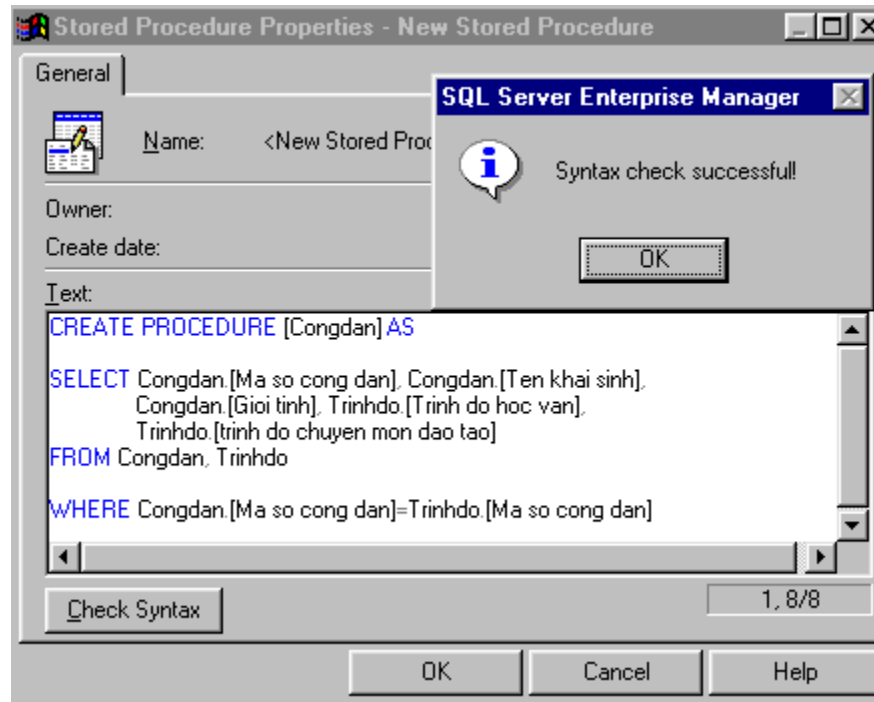 Stored Procedure Properties - New Stored Procedure
General
SQL Server Enterprise Manager
Name: <New Stored Proc
Syntax check successful!
Owner:
Create date:
OK
Text:
CREATE PROCEDURE [Congdan] AS
SELECT Congdan.[Ma so cong dan], Congdan.[Ten khai sinh],
Congdan.[Gioi tinh], Trinhdo.[Trinh do hoc van],
Trinhdo.[trinh do chuyen mon dao tao]
FROM Congdan, Trinhdo
WHERE Congdan.[Ma so cong dan]=Trinhdo.[Ma so cong dan]
Check Syntax
1, 8/8
OK Cancel Help